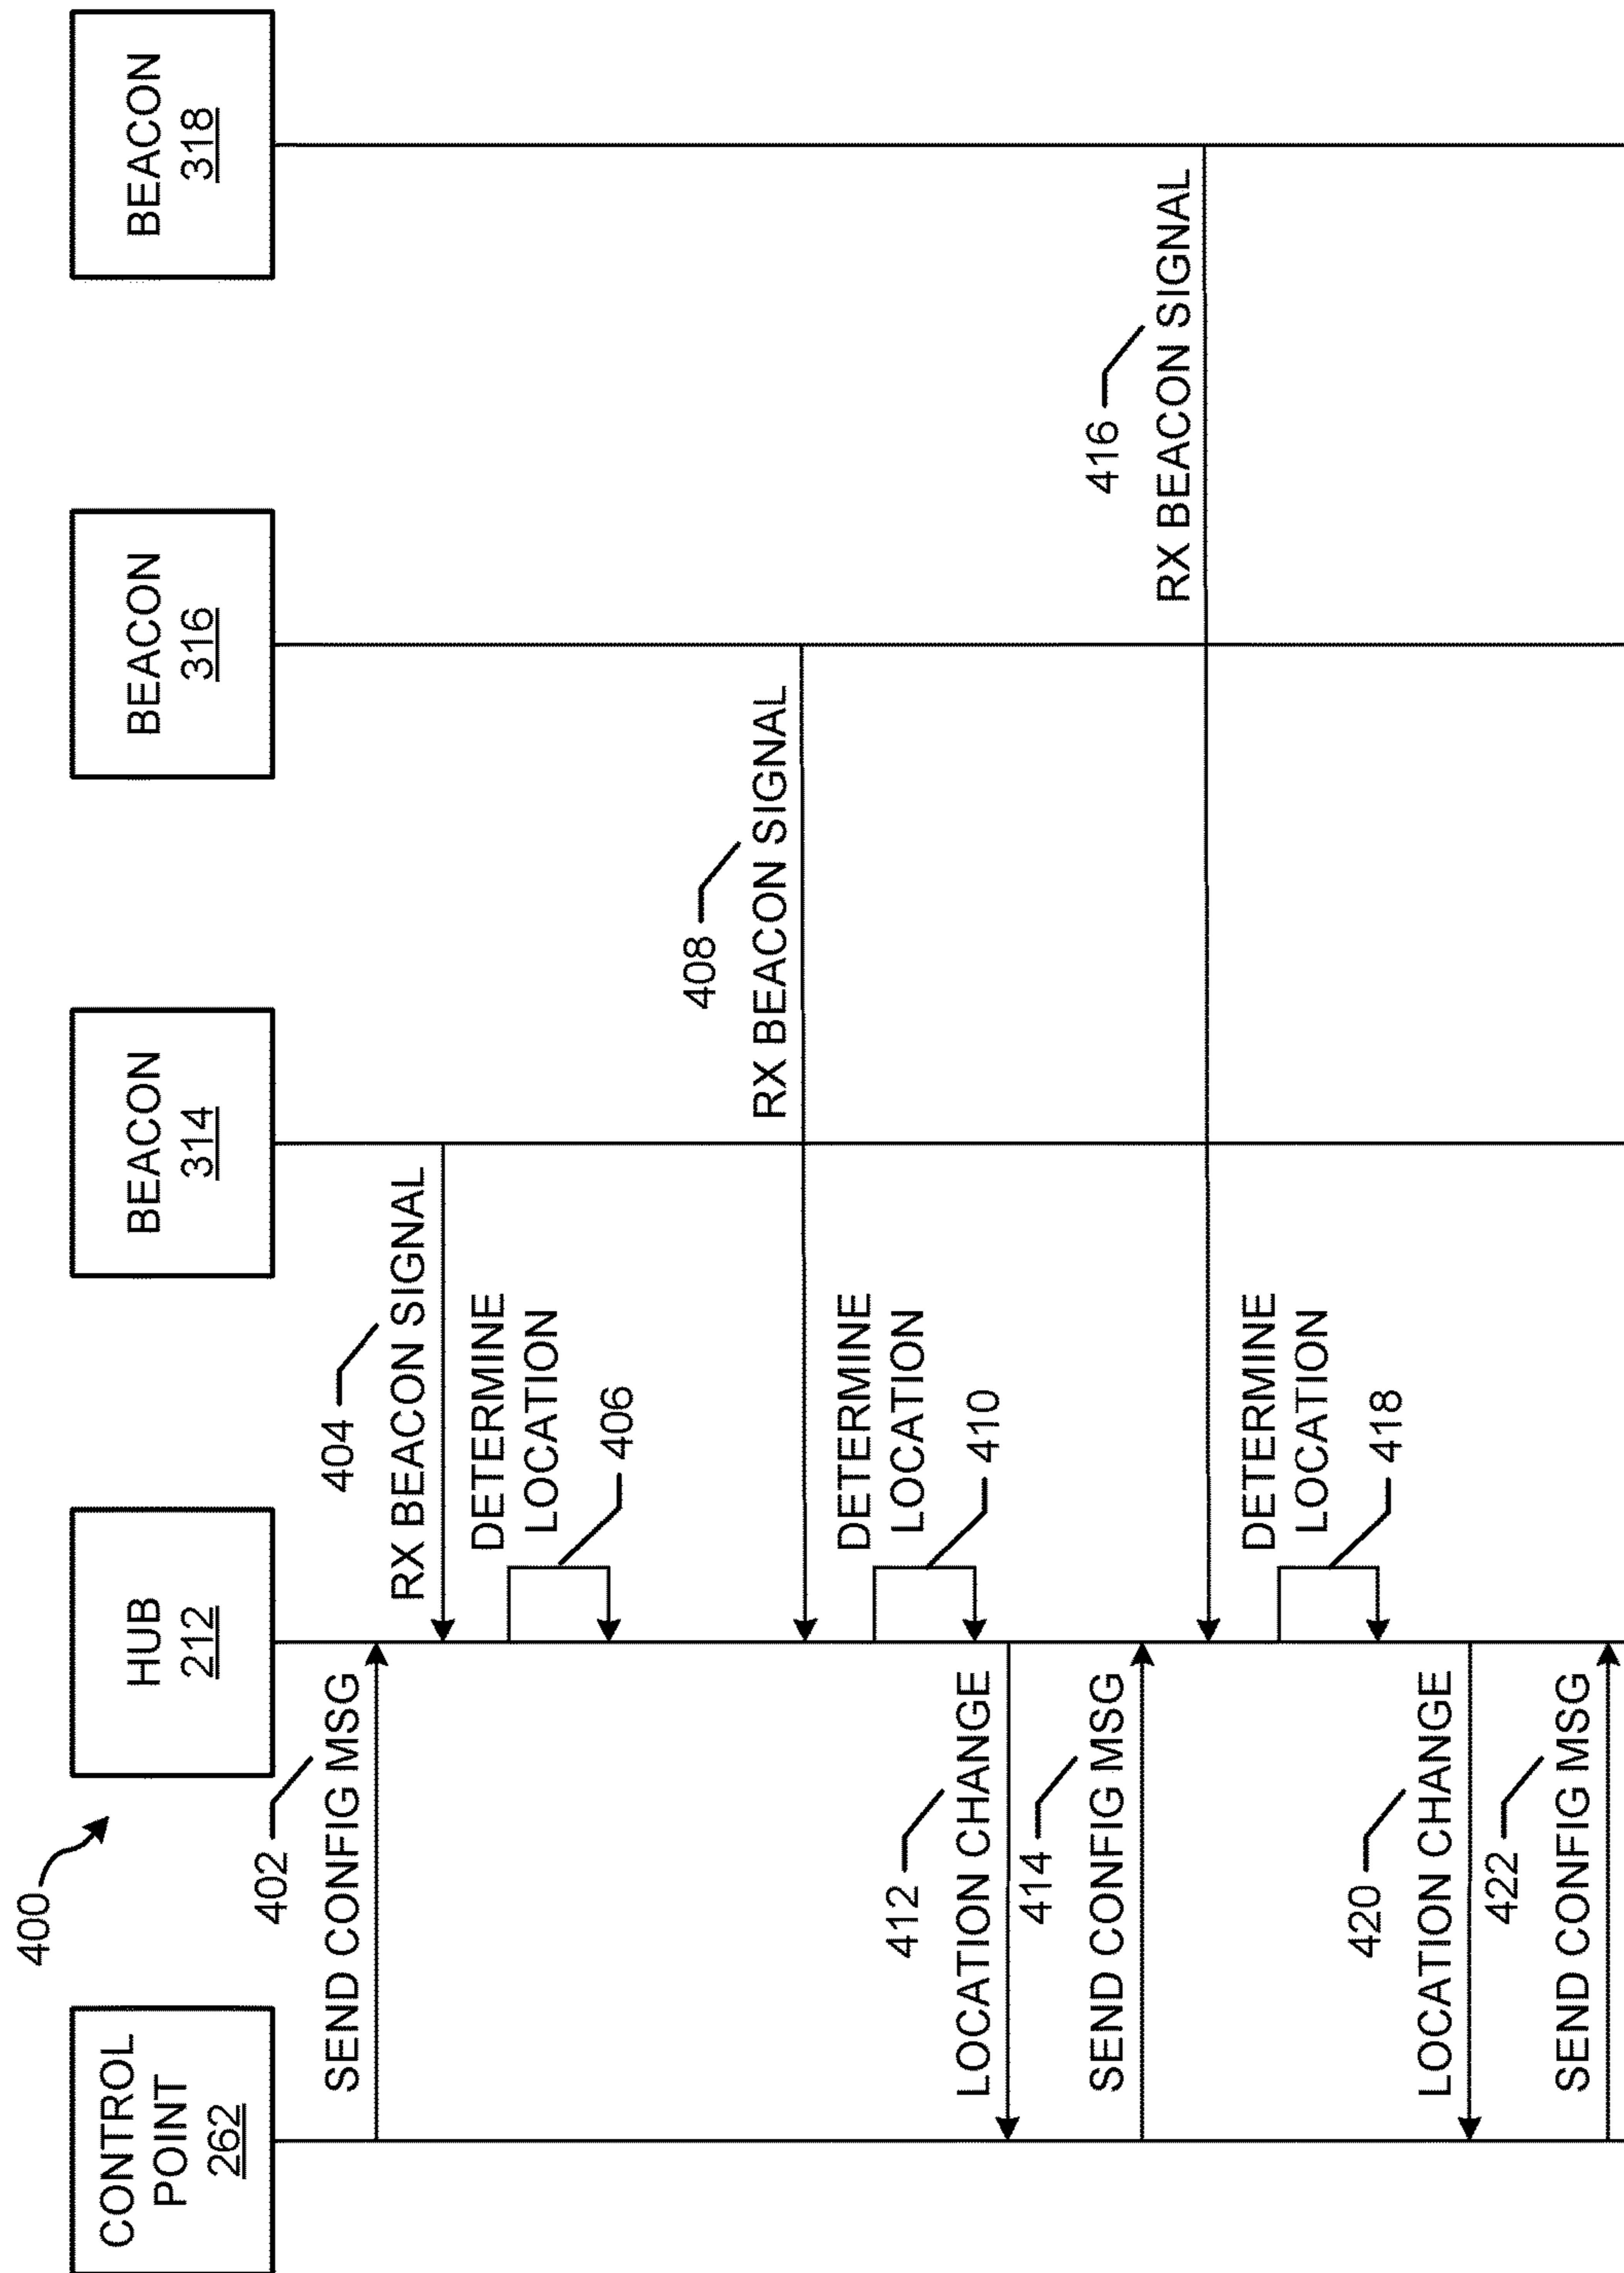 400
CONTROL
POINT
262
HUB
212
BEACON
314
BEACON
316
BEACON
318
402
SEND CONFIG MSG
404
RX BEACON SIGNAL
DETERMINE
LOCATION
406
408
RX BEACON SIGNAL
DETERMINE
LOCATION
410
412
LOCATION CHANGE
414
SEND CONFIG MSG
416
RX BEACON SIGNAL
DETERMINE
LOCATION
418
420
LOCATION CHANGE
422
SEND CONFIG MSG